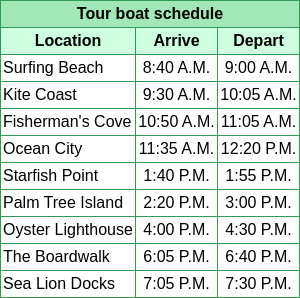 Tour boat schedule
Location Arrive Depart
Surfing Beach 8:40 A.M. 9:00 A.M.
Kite Coast 9:30 A.M. 10:05 A.M.
Fisherman's Cove 10:50 A.M. 11:05 A.M.
Ocean City 11:35 A.M. 12:20 P.M.
Starfish Point 1:40 P.M. 1:55 P.M.
Palm Tree Island 2:20 P.M. 3:00 P.M.
Oyster Lighthouse 4:00 P.M. 4:30 P.M.
The Boardwalk 6:05 P.M. 6:40 P.M.
Sea Lion Docks 7:05 P.M. 7:30 P.M.